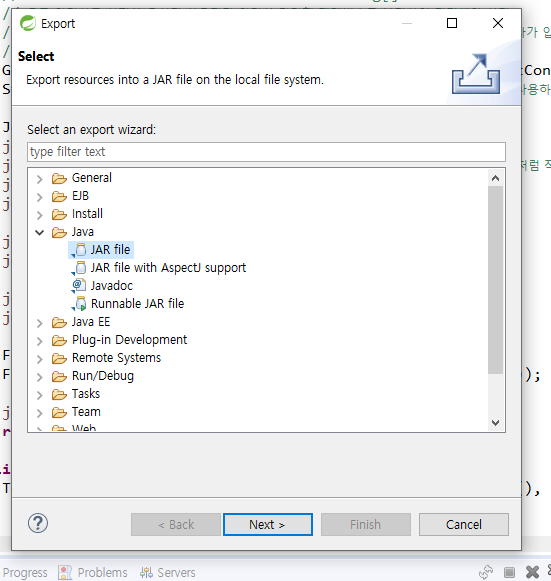 Export
Select
Export resources into a JAR file on the local file system.
Select an export wizard:
type filter text
General
EJB
Install
Java
JAR file
JAR file with AspectJ support
Javadoc
Runnable JAR file
Java EE
Plug-in Development
Remote Systems
Run/Debug
Tasks
Team
Web
< Back
Next >
Finish
Cancel
Progress
Problems
Servers